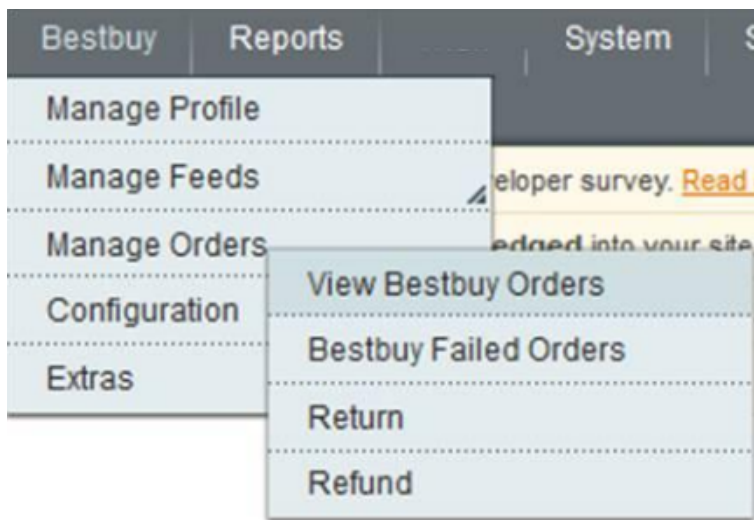 Bestbuy Reports System S
Manage Profile
Manage Feeds
eloper survey. Read
Manage Orders
edged into your site
View Bestbuy Orders
Configuration
Bestbuy Failed Orders
Extras
Return
Refund